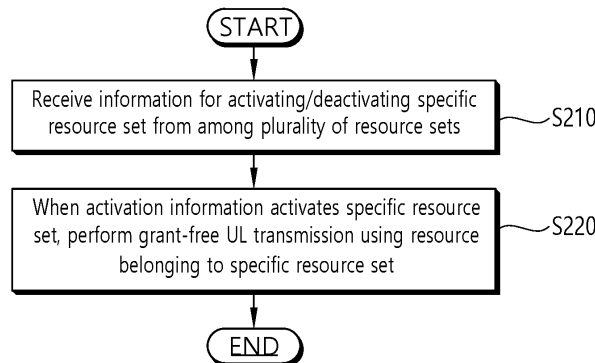 START
Receive information for activating/deactivating specific
resource set from among plurality of resource sets
S210
When activation information activates specific resource
set, perform grant-free UL transmission using resource
belonging to specific resource set
S220
END